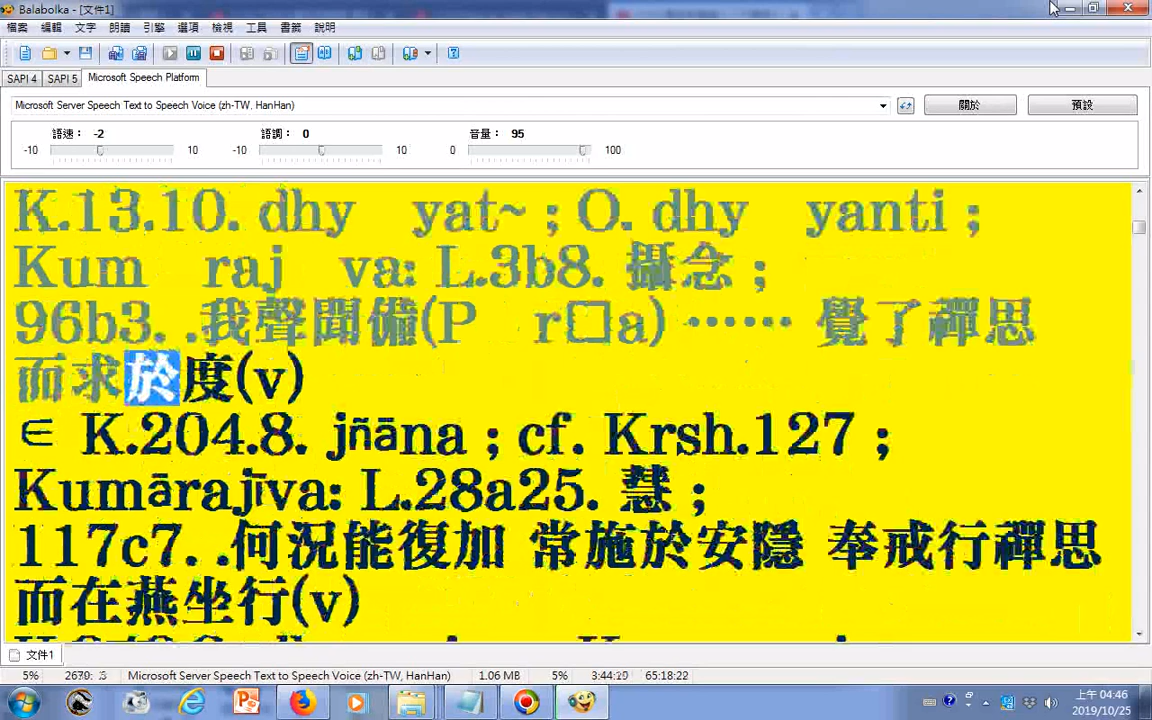 Balabolka - [文件1]
檔案 編輯 文字 朗讀 引擎 選項 檢視 工具 書籤 說明
SAPI 4 SAPI 5 Microsoft Speech Platform
Microsoft Server Speech Text to Speech Voice (zh-TW, HanHan) 關於 預設
語速： -2 語調： 0 音量： 95
-10 10 -10 10 0 100
K.13.10. dhy yat~ ; O. dhy yanti ;
Kum raj va: L.3b8. 攝念 ;
96b3. .我聲聞備(P r□a) …… 覺了禪思
而求於度(v)
∈ K.204.8. jñāna ; cf. Krsh.127 ;
Kumārajīva: L.28a25. 慧 ;
117c7. .何況能復加 常施於安隱 奉戒行禪思
而在燕坐行(v)
文件1
5% Microsoft Server Speech Text to Speech Voice (zh-TW, HanHan) 1.06 MB 5% 3:44:29 65:18:22
上午 04:46
2019/10/25